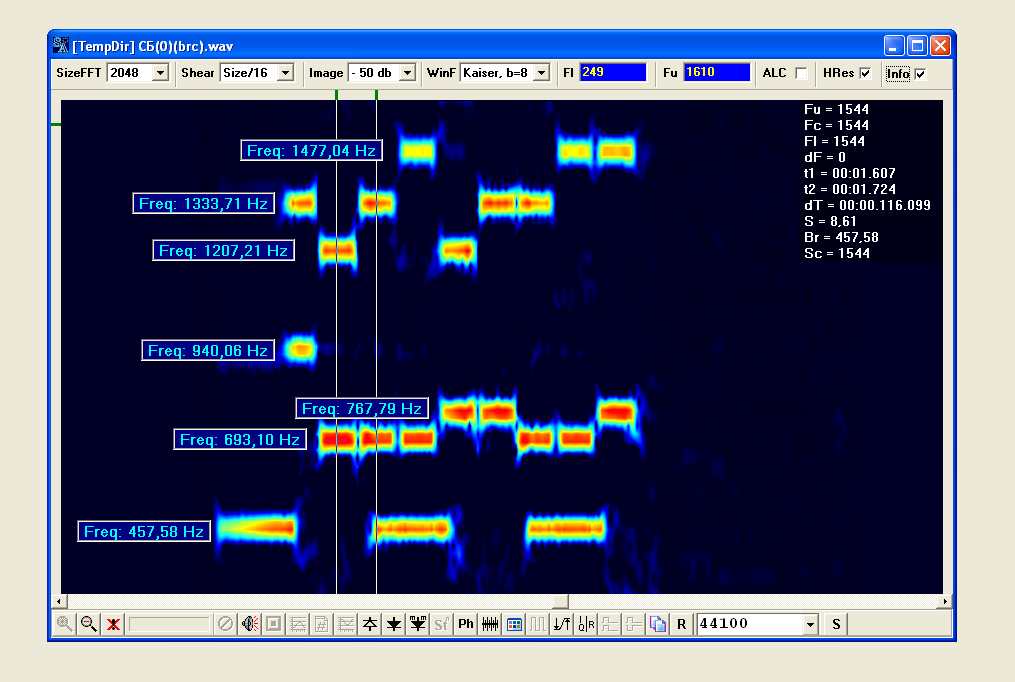 [TempDir] СБ(0)(brc).wav
SizeFFT 2048 Shear Size/16 Image - 50 db WinF Kaiser, b=8 Fl 249 Fu 1610 ALC HRes Info
Fu = 1544
Fc = 1544
Fl = 1544
dF = 0
t1 = 00:01.607
t2 = 00:01.724
dT = 00:00.116.099
S = 8,61
Br = 457,58
Sc = 1544
Freq: 1477,04 Hz
Freq: 1333,71 Hz
Freq: 1207,21 Hz
Freq: 940,06 Hz
Freq: 767,79 Hz
Freq: 693,10 Hz
Freq: 457,58 Hz
Sf Ph R 44100 S